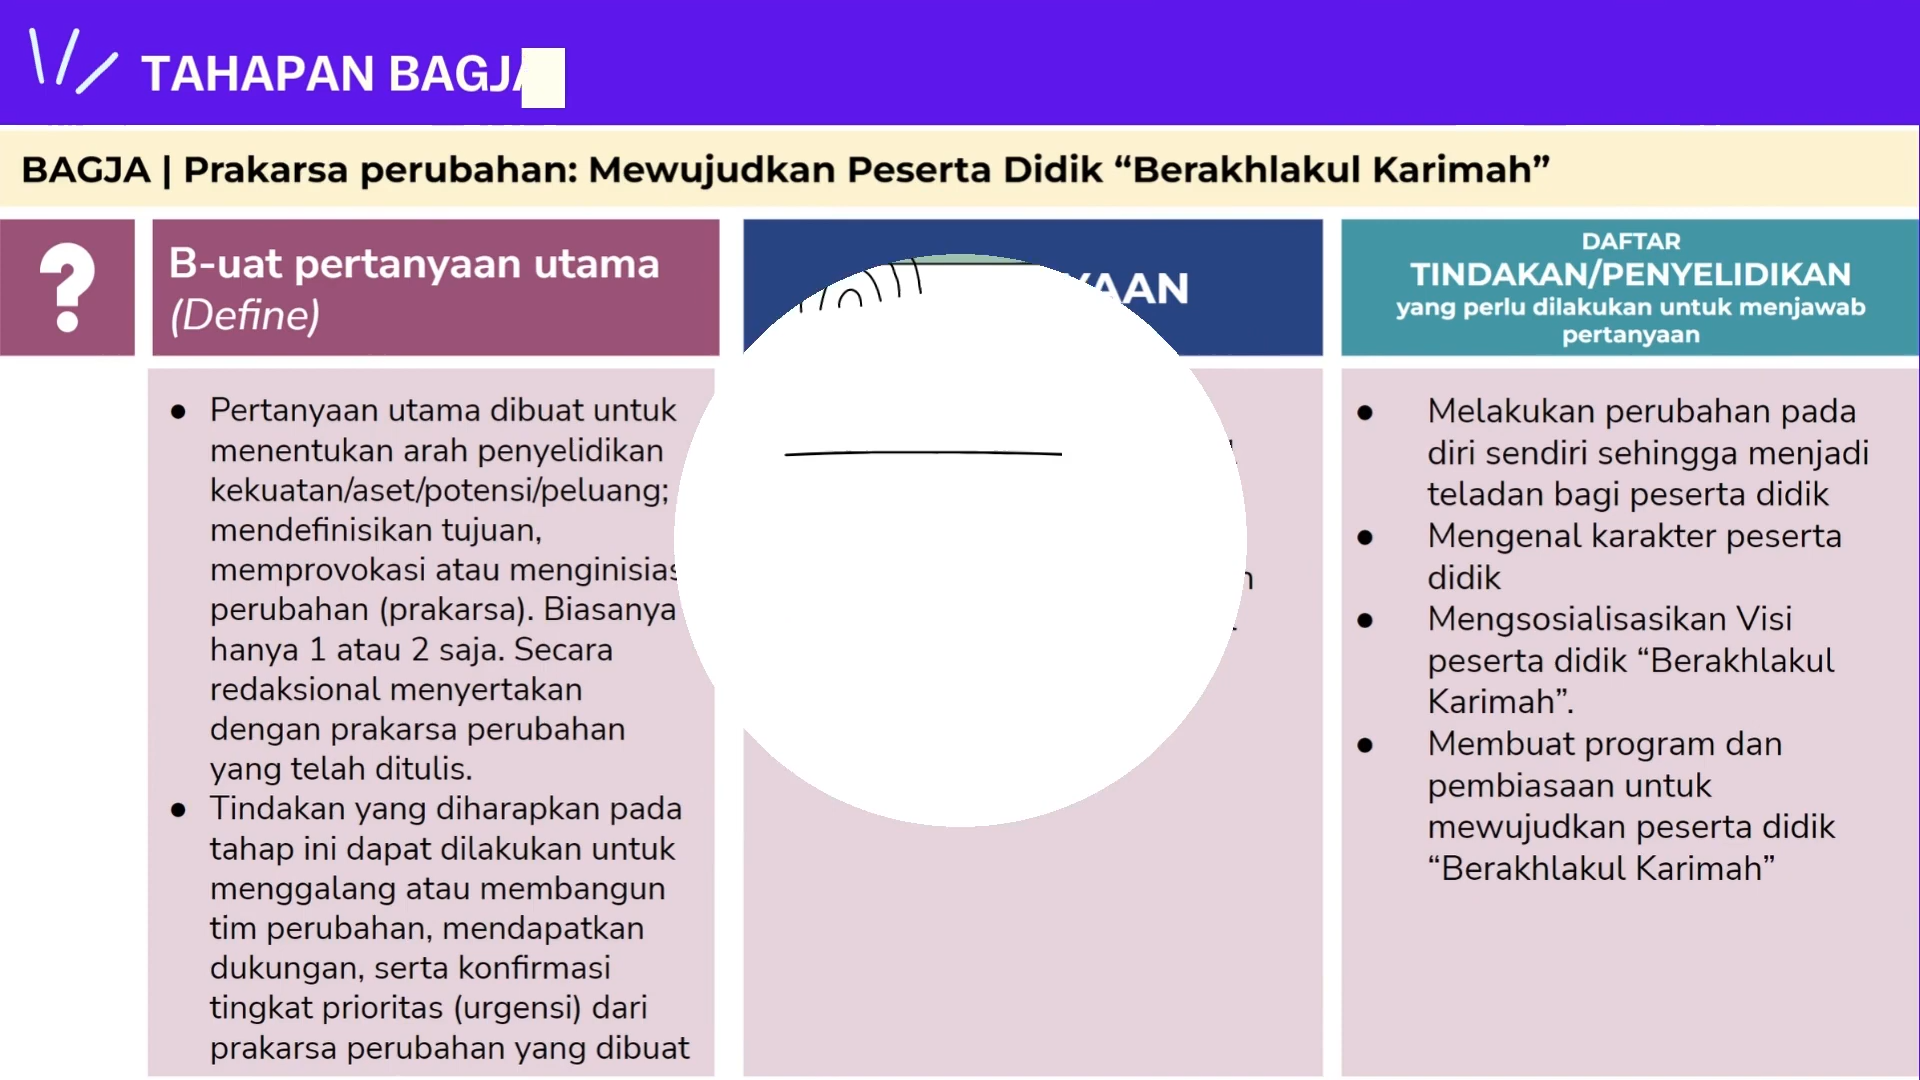 TAHAPAN BAGJA
BAGJA | Prakarsa perubahan: Mewujudkan Peserta Didik “Berakhlakul Karimah”
?
B-uat pertanyaan utama
(Define)
DAFTAR
TINDAKAN/PENYELIDIKAN
yang perlu dilakukan untuk menjawab
pertanyaan
● Pertanyaan utama dibuat untuk
menentukan arah penyelidikan
kekuatan/aset/potensi/peluang;
mendefinisikan tujuan,
memprovokasi atau menginisias
perubahan (prakarsa). Biasanya
hanya 1 atau 2 saja. Secara
redaksional menyertakan
dengan prakarsa perubahan
yang telah ditulis.
● Tindakan yang diharapkan pada
tahap ini dapat dilakukan untuk
menggalang atau membangun
tim perubahan, mendapatkan
dukungan, serta konfirmasi
tingkat prioritas (urgensi) dari
prakarsa perubahan yang dibuat
● Melakukan perubahan pada
diri sendiri sehingga menjadi
teladan bagi peserta didik
● Mengenal karakter peserta
didik
● Mengsosialisasikan Visi
peserta didik “Berakhlakul
Karimah”.
● Membuat program dan
pembiasaan untuk
mewujudkan peserta didik
“Berakhlakul Karimah”